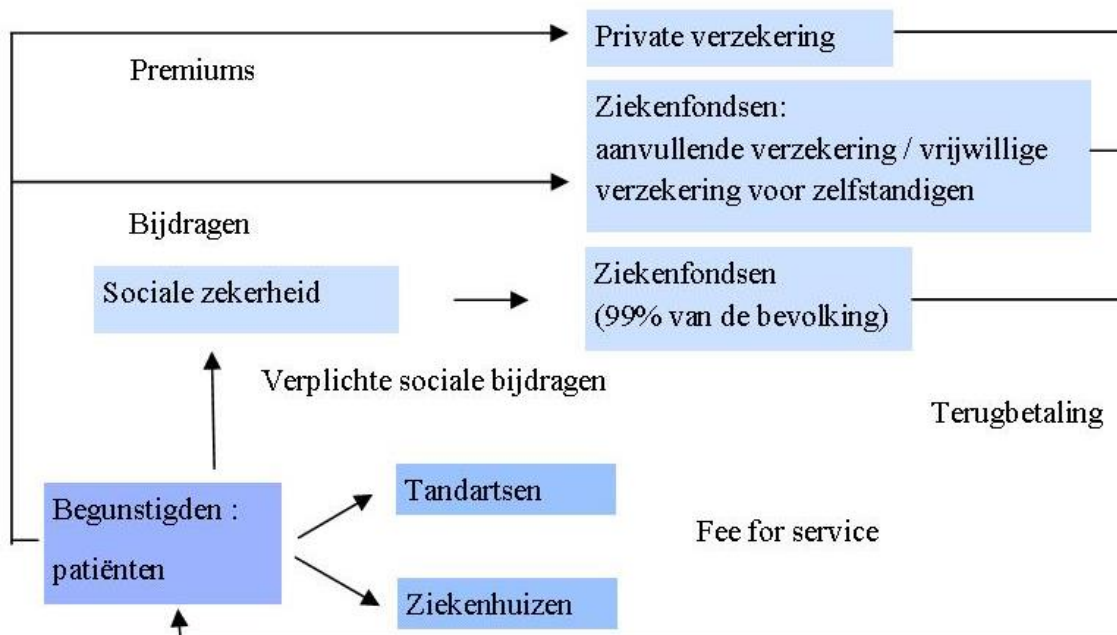 Private verzekering
Premiums
Ziekenfondsen:
aanvullende verzekering / vrijwillige
verzekering voor zelfstandigen
Bijdragen
Sociale zekerheid
Ziekenfondsen
(99% van de bevolking)
Verplichte sociale bijdragen
Terugbetaling
Begunstigden :
patiënten
Tandartsen
Fee for service
Ziekenhuizen